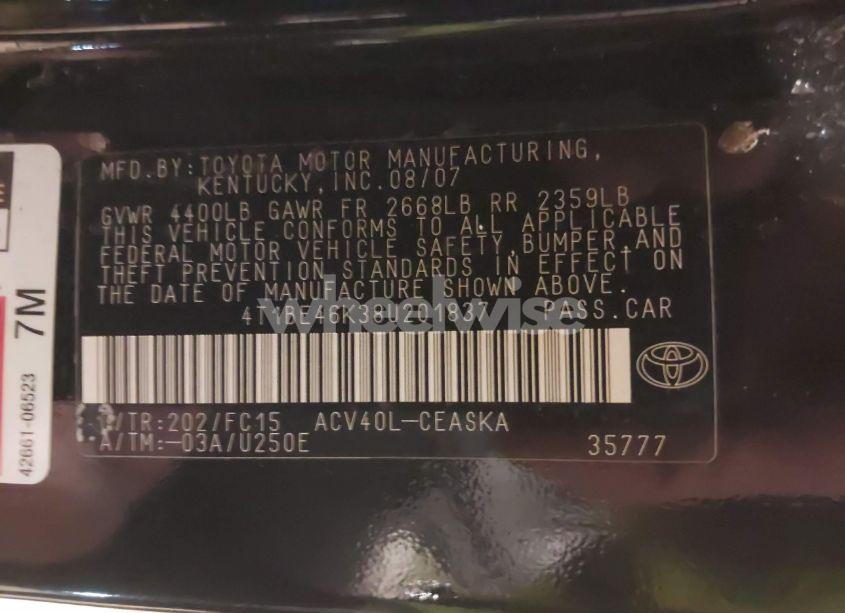 MFD.BY:TOYOTA MOTOR MANUFACTURING,
KENTUCKY,INC.08/07
GVWR 4400LB GAWR FR 2668LB RR 2359LB
THIS VEHICLE CONFORMS TO ALL APPLICABLE
FEDERAL MOTOR VEHICLE SAFETY,BUMPER,AND
THEFT PREVENTION STANDARDS IN EFFECT ON
THE DATE OF MANUFACTURE SHOWN ABOVE.
4T1BE46K38U201837 PASS.CAR
wheelwise
/TR:202/FC15 ACV40L-CEASKA
A/TM:-03A/U250E 35777
7M
42661-06523